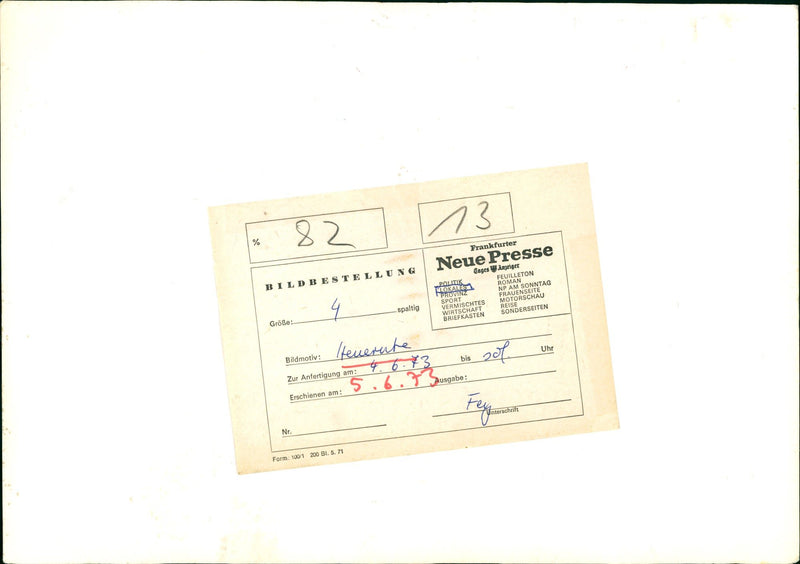 % 82
13
Frankfurter
Neue Presse
Tages Anzeiger
BILDBESTELLUNG
POLITIK
LOKALES
PROVINZ
SPORT
VERMISCHTES
WIRTSCHAFT
BRIEFKASTEN
FEUILLETON
ROMAN
NP AM SONNTAG
FRAUENSEITE
MOTORSCHAU
REISE
SONDERSEITEN
Größe: 4 spaltig
Bildmotiv:
Zur Anfertigung am: 4.6.73 bis Uhr
Erschienen am: 5.6.73 Ausgabe:
Fey
Unterschrift
Nr.
Form. 100/1 200 Bl. 5. 71